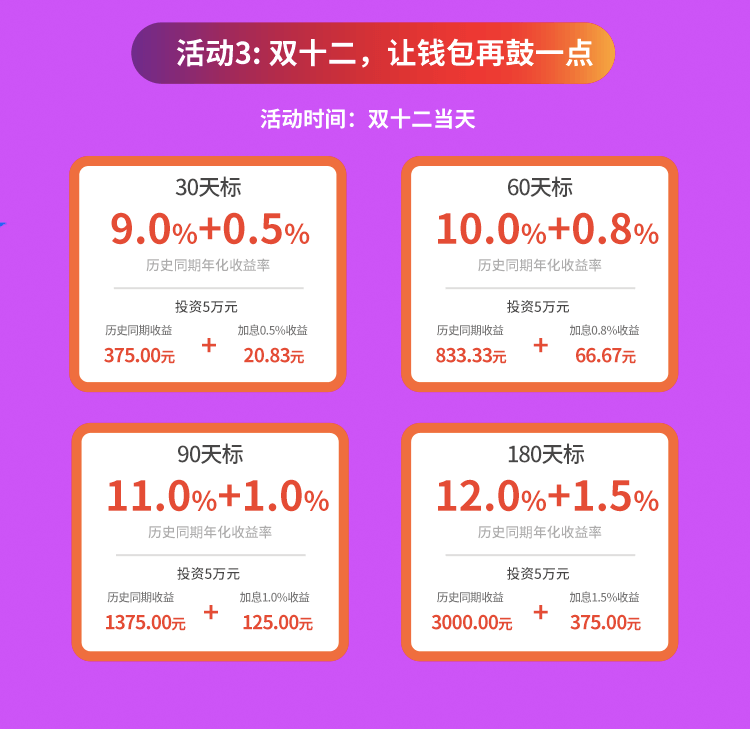 活动3: 双十二，让钱包再鼓一点
活动时间：双十二当天
30天标
9.0%+0.5%
历史同期年化收益率
投资5万元
历史同期收益
375.00元
+
加息0.5%收益
20.83元
60天标
10.0%+0.8%
历史同期年化收益率
投资5万元
历史同期收益
833.33元
+
加息0.8%收益
66.67元
90天标
11.0%+1.0%
历史同期年化收益率
投资5万元
历史同期收益
1375.00元
+
加息1.0%收益
125.00元
180天标
12.0%+1.5%
历史同期年化收益率
投资5万元
历史同期收益
3000.00元
+
加息1.5%收益
375.00元